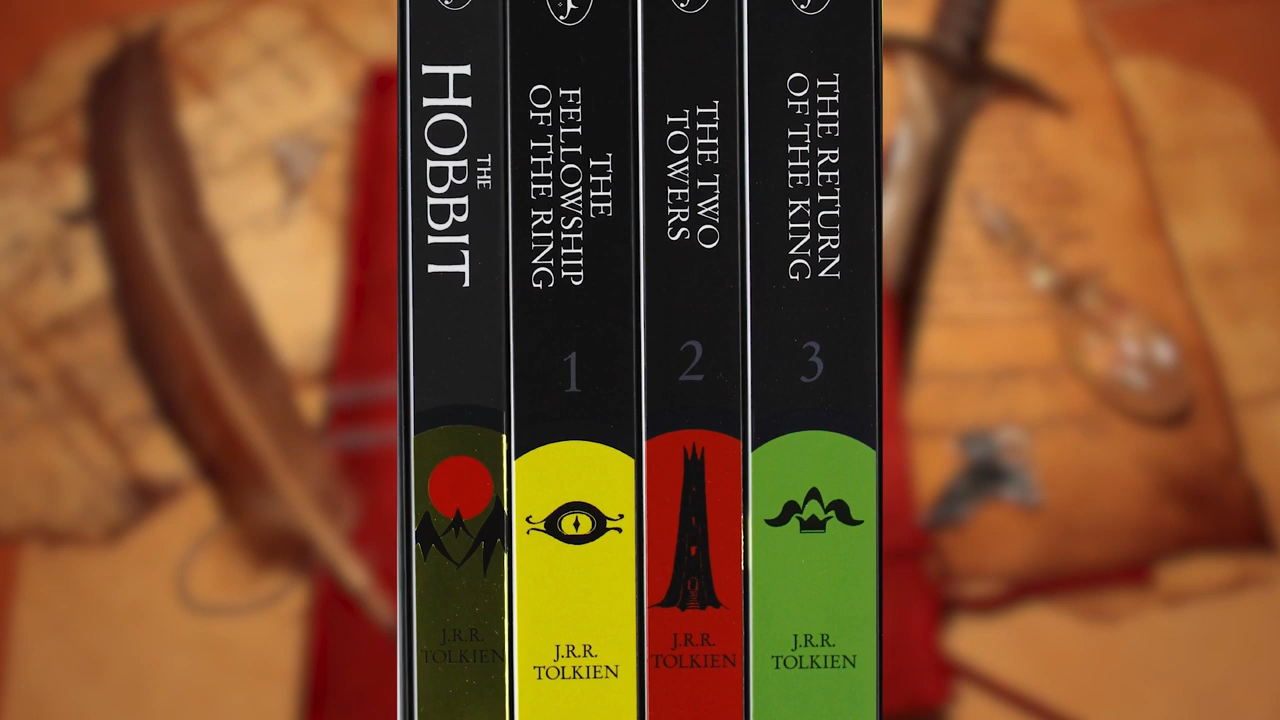 THE
HOBBIT
J.R.R.
TOLKIEN
THE
FELLOWSHIP
OF THE RING
1
J.R.R.
TOLKIEN
THE TWO
TOWERS
2
J.R.R.
TOLKIEN
THE RETURN
OF THE KING
3
J.R.R.
TOLKIEN